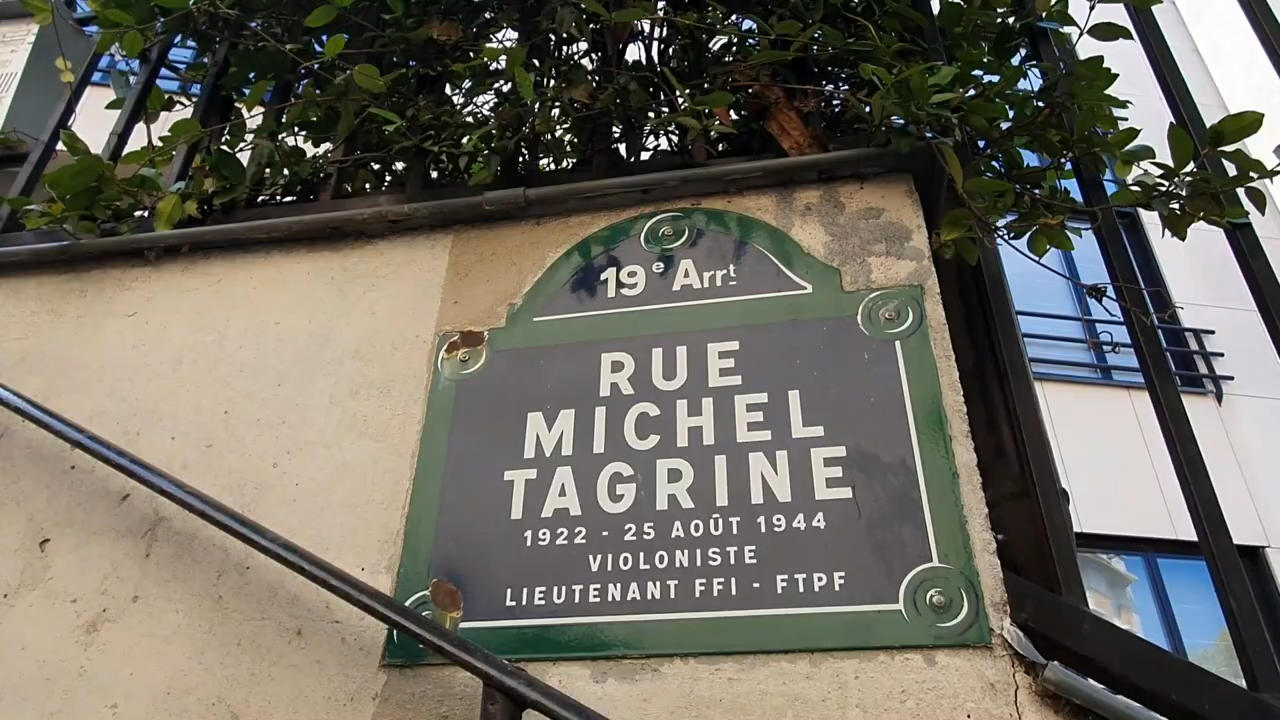 19e Arrt
RUE
MICHEL
TAGRINE
1922 - 25 AOÛT 1944
VIOLONISTE
LIEUTENANT FFI - FTPF